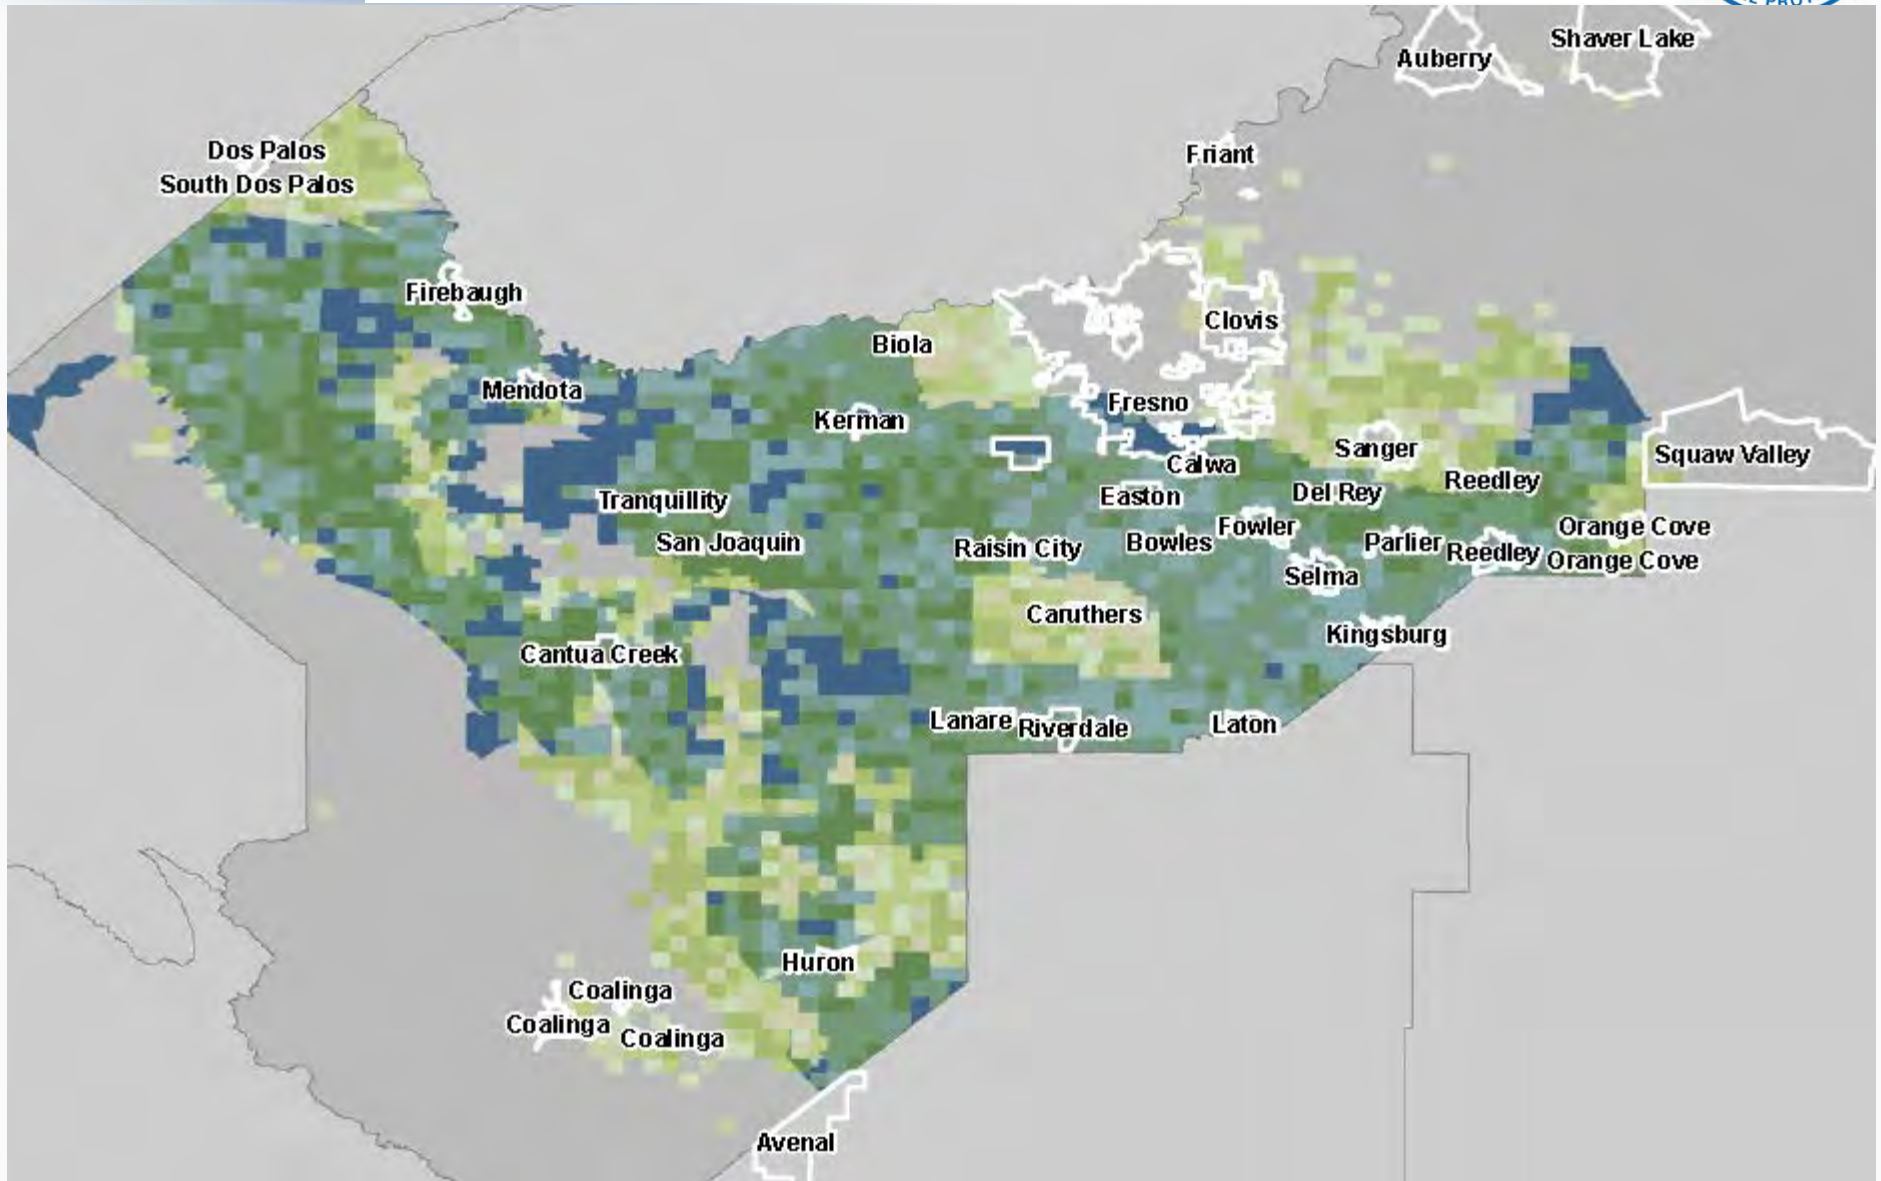 Shaver Lake
Auberry
Dos Palos
Friant
South Dos Palos
Firebaugh
Clovis
Biola
Mendota
Fresno
Kerman
Sanger
Squaw Valley
Calwa
Reedley
Tranquillity
Easton
Del Rey
Fowler
Orange Cove
San Joaquin
Raisin City
Bowles
Parlier
Reedley
Orange Cove
Selma
Caruthers
Kingsburg
Cantua Creek
Lanare
Riverdale
Laton
Huron
Coalinga
Coalinga
Coalinga
Avenal